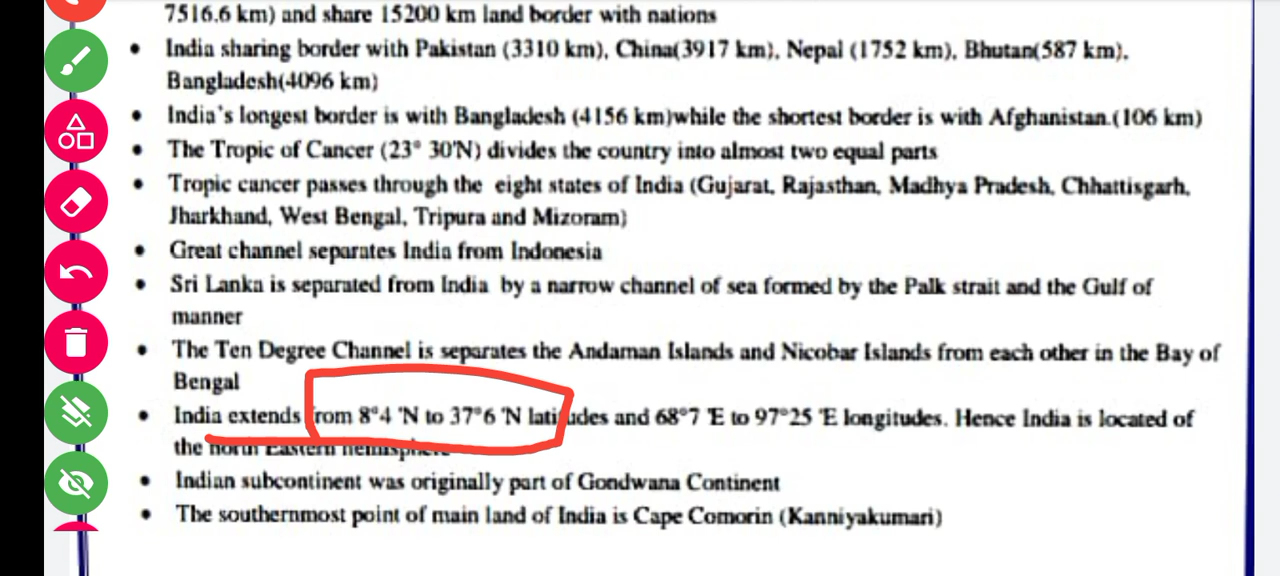 7516.6 km) and share 15200 km land border with nations
• India sharing border with Pakistan (3310 km), China(3917 km), Nepal (1752 km), Bhutan(587 km),
Bangladesh(4096 km)
• India's longest border is with Bangladesh (4156 km)while the shortest border is with Afghanistan.(106 km)
• The Tropic of Cancer (23° 30'N) divides the country into almost two equal parts
• Tropic cancer passes through the eight states of India (Gujarat, Rajasthan, Madhya Pradesh, Chhattisgarh,
Jharkhand, West Bengal, Tripura and Mizoram)
• Great channel separates India from Indonesia
• Sri Lanka is separated from India by a narrow channel of sea formed by the Palk strait and the Gulf of
manner
• The Ten Degree Channel is separates the Andaman Islands and Nicobar Islands from each other in the Bay of
Bengal
• India extends from 8°4 'N to 37°6 'N latitudes and 68°7 'E to 97°25 'E longitudes. Hence India is located of
the north Eastern hemisphere
• Indian subcontinent was originally part of Gondwana Continent
• The southernmost point of main land of India is Cape Comorin (Kanniyakumari)